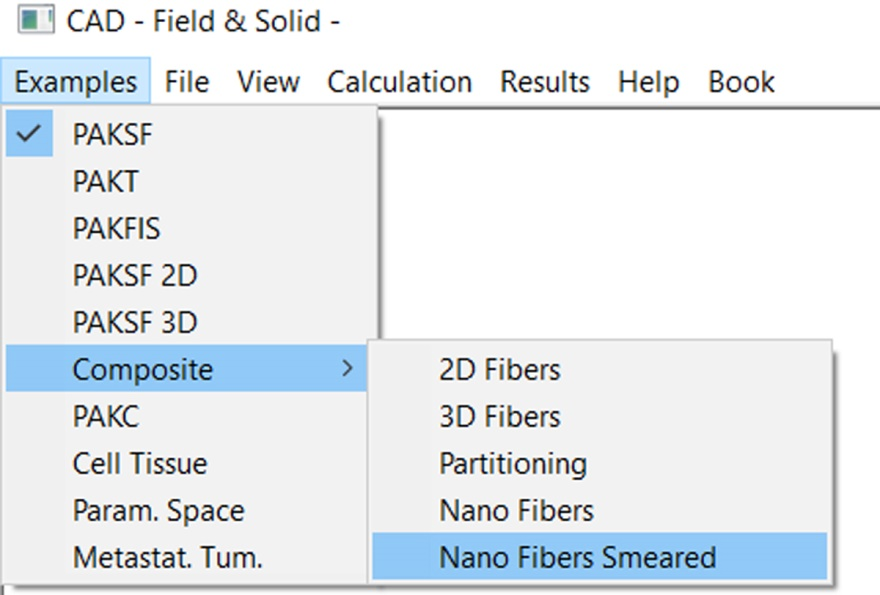 CAD - Field & Solid -
Examples File View Calculation Results Help Book
PAKSF
PAKT
PAKFIS
PAKSF 2D
PAKSF 3D
Composite
PAKC
Cell Tissue
Param. Space
Metastat. Tum.
2D Fibers
3D Fibers
Partitioning
Nano Fibers
Nano Fibers Smeared